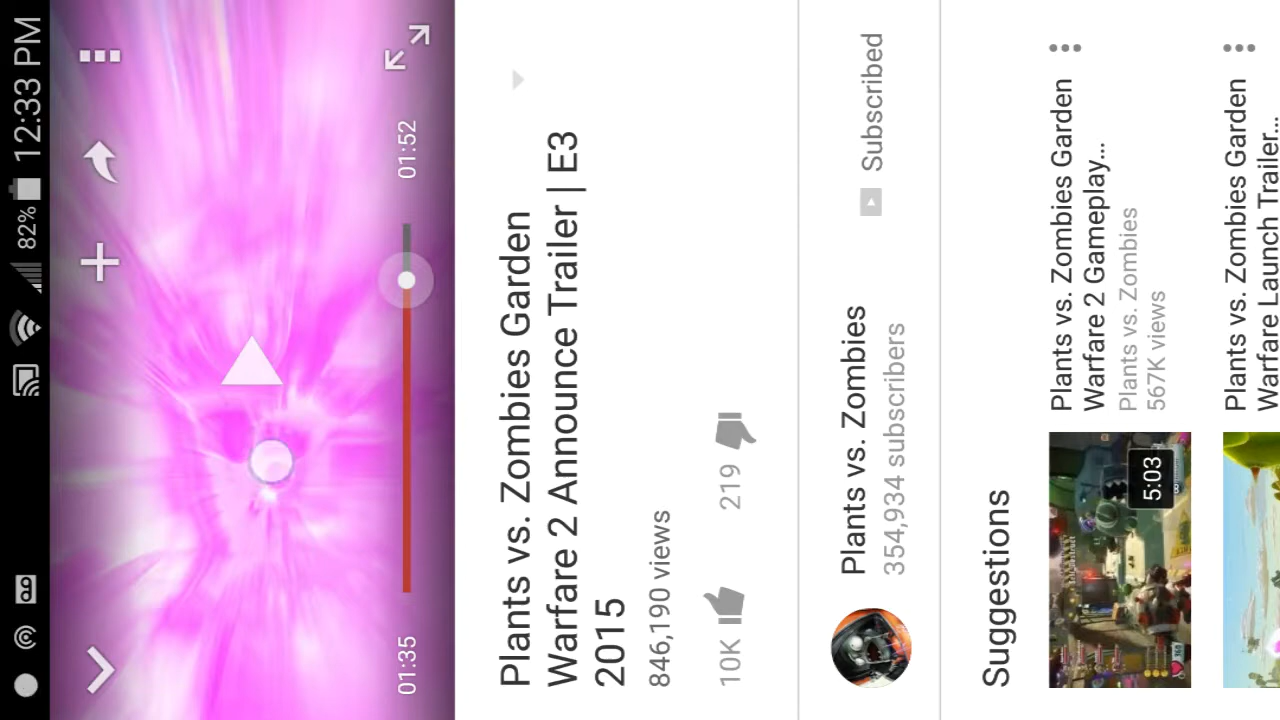 82% 12:33 PM
01:35
01:52
Plants vs. Zombies Garden
Warfare 2 Announce Trailer | E3
2015
846,190 views
10K
219
Plants vs. Zombies
354,934 subscribers
Subscribed
Suggestions
5:03
Plants vs. Zombies Garden
Warfare 2 Gameplay...
Plants vs. Zombies
567K views
Plants vs. Zombies Garden
Warfare Launch Trailer...